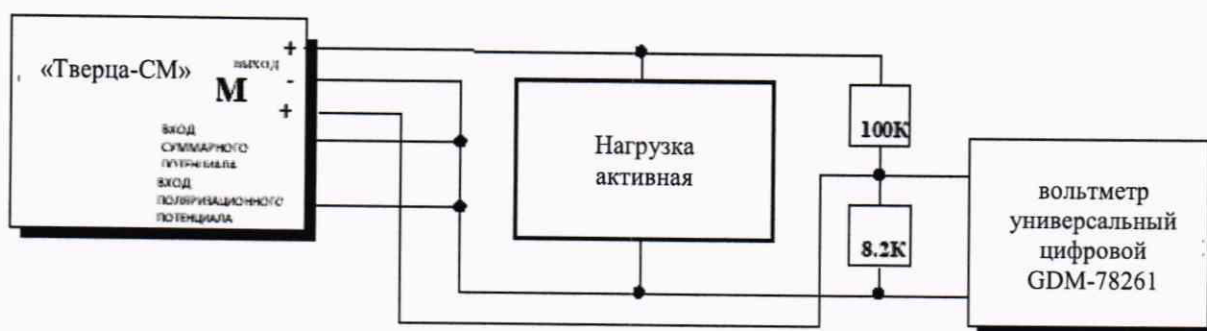 «Тверца-СМ»
+
ВЫХОД
М
-
+
ВХОД
СУММАРНОГО
ПОТЕНЦИАЛА
ВХОД
ПОЛЯРИЗАЦИОННОГО
ПОТЕНЦИАЛА
Нагрузка
активная
100К
8.2К
вольтметр
универсальный
цифровой
GDM-78261